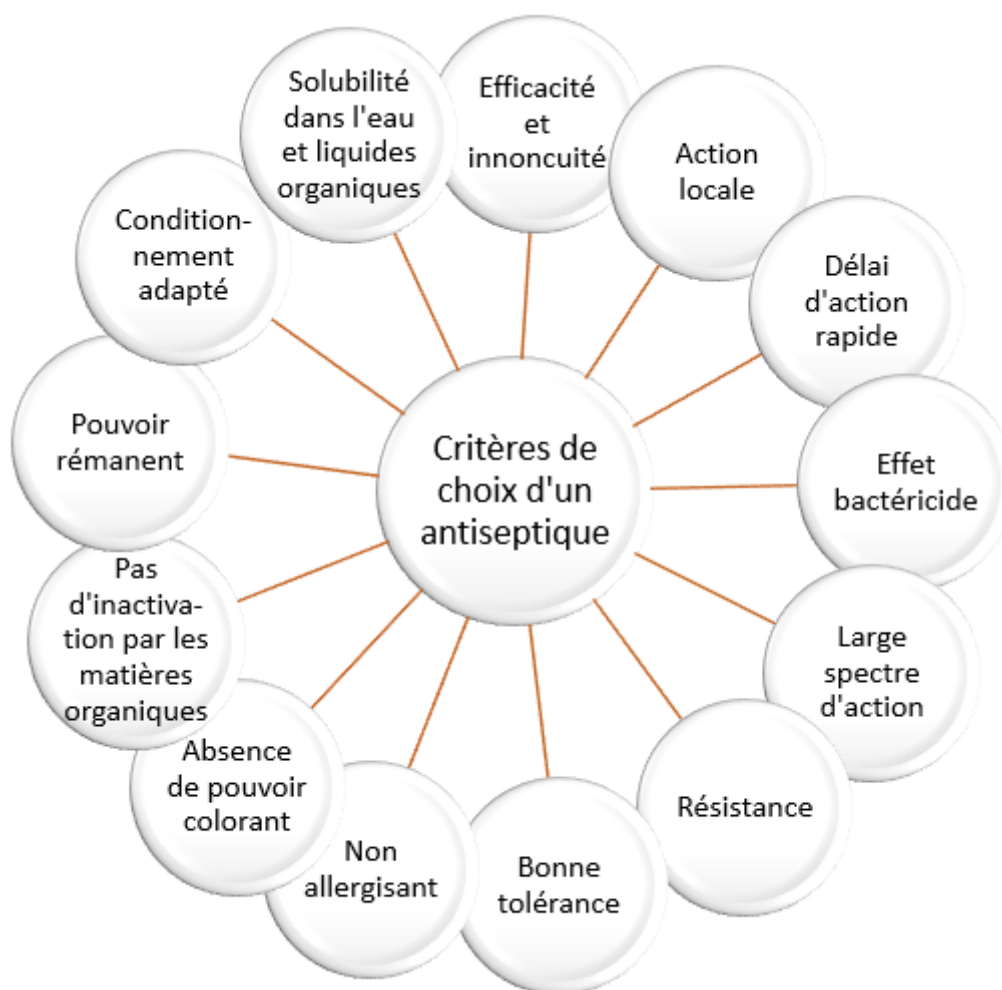 Critères de
choix d'un
antiseptique
Efficacité
et
innoncuité
Action
locale
Délai
d'action
rapide
Effet
bactéricide
Large
spectre
d'action
Résistance
Bonne
tolérance
Non
allergisant
Absence
de pouvoir
colorant
Pas
d'inactiva-
tion par les
matières
organiques
Pouvoir
rémanent
Condition-
nement
adapté
Solubilité
dans l'eau
et liquides
organiques